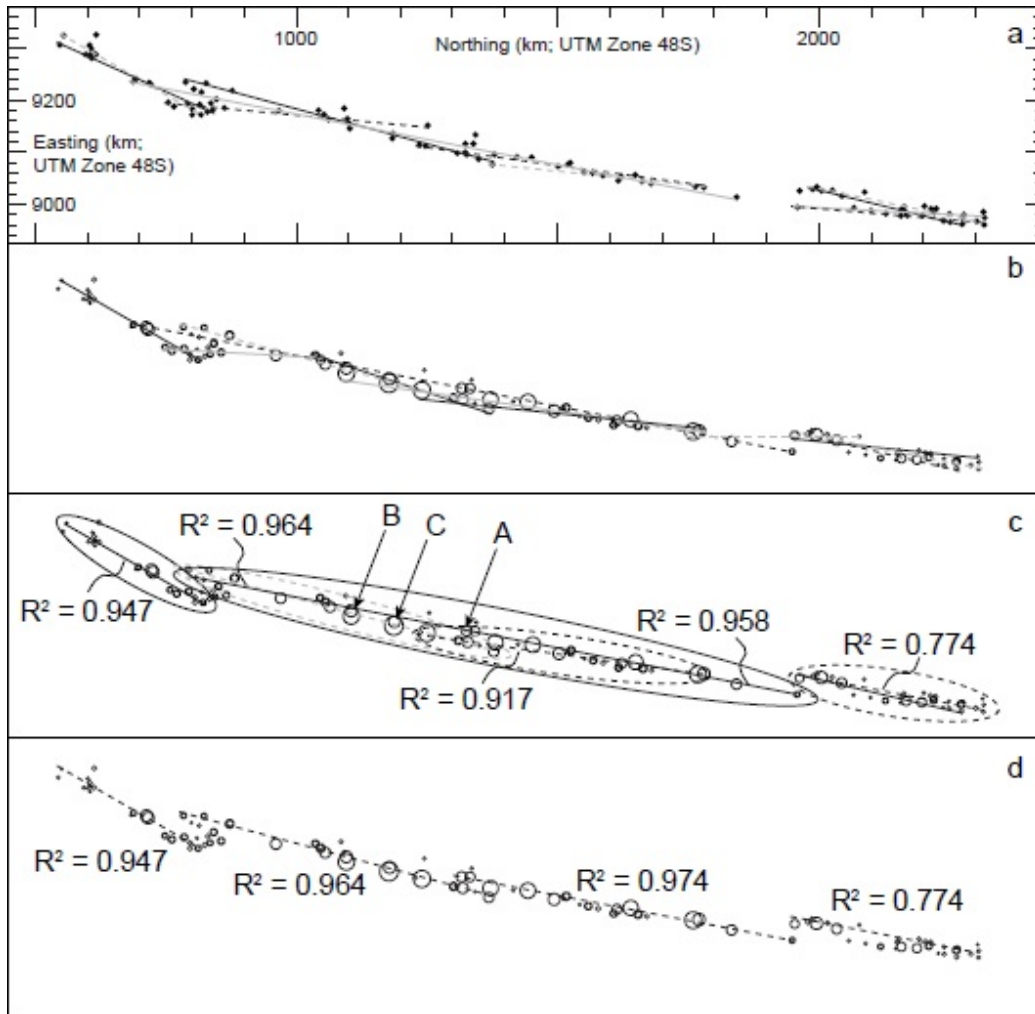 1000
Northing (km; UTM Zone 48S)
2000
a
9200
Easting (km;
UTM Zone 48S)
9000
b
c
R² = 0.964
B
C
A
R² = 0.947
R² = 0.958
R² = 0.774
R² = 0.917
d
R² = 0.947
R² = 0.964
R² = 0.974
R² = 0.774